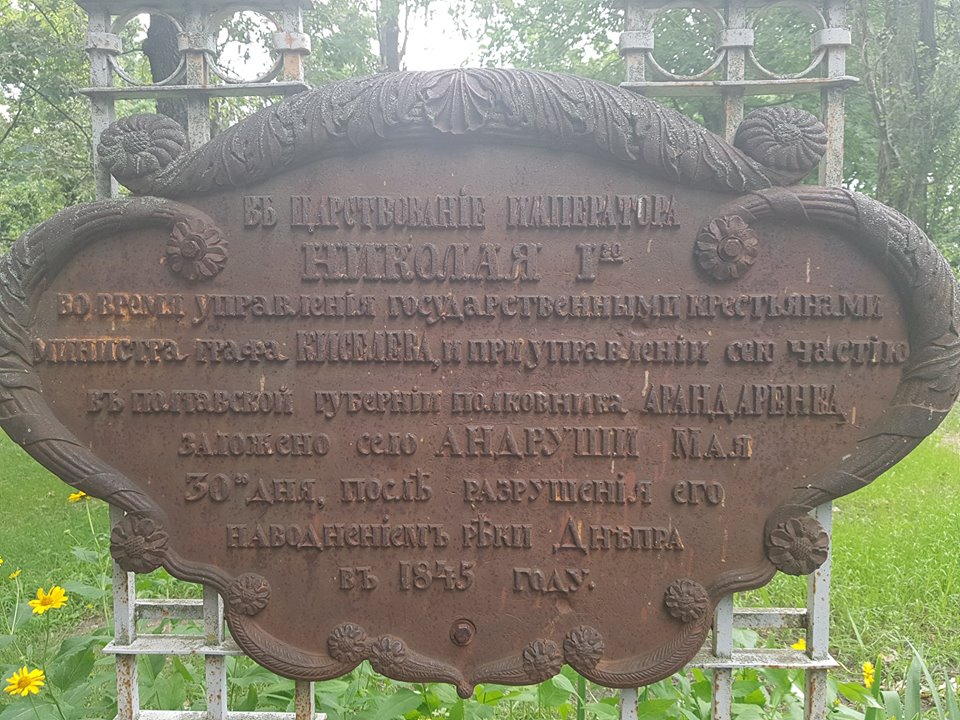 ВЪ ЦАРСТВОВАНІЕ ИМПЕРАТОРА
НИКОЛАЯ Iго
ВО ВРЕМЯ УПРАВЛЕНІЯ ГОСУДАРСТВЕННЫМИ КРЕСТЬЯНАМИ
МИНИСТРА ГРАФА КИСЕЛЕВА, И ПРИ УПРАВЛЕНІИ СЕЮ ЧАСТІЮ
ВЪ ПОЛТАВСКОЙ ГУБЕРНІИ ПОЛКОВНИКА АРАНДАРЕНКА,
ЗАЛОЖЕНО СЕЛО АНДРУШИ МАЯ
30го ДНЯ, ПОСЛѢ РАЗРУШЕНІЯ ЕГО
НАВОДНЕНІЕМЪ РѢКИ ДНѢПРА
ВЪ 1845 ГОДУ.